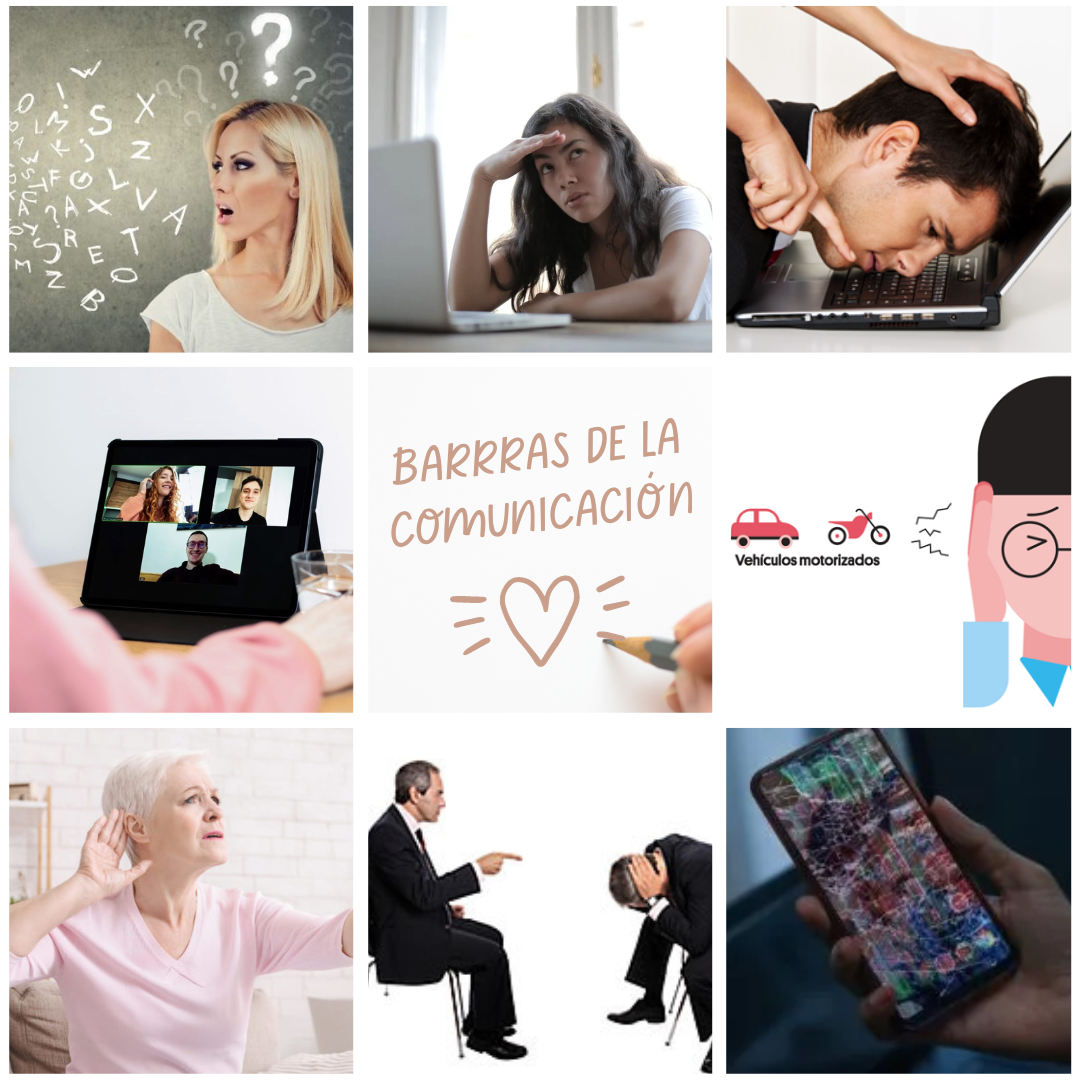 BARRRAS DE LA
COMUNICACIÓN
Vehículos motorizados